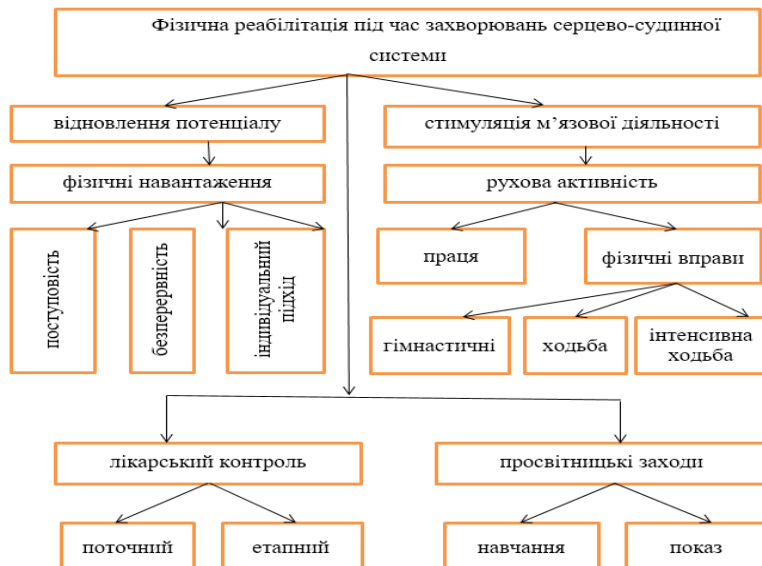 Фізична реабілітація під час захворювань серцево-судинної
системи
відновлення потенціалу
стимуляція м’язової діяльності
фізичні навантаження
рухова активність
поступовість
безперервність
індивідуальний
підхід
праця
фізичні вправи
гімнастичні
ходьба
інтенсивна
ходьба
лікарський контроль
просвітницькі заходи
поточний
етапний
навчання
показ